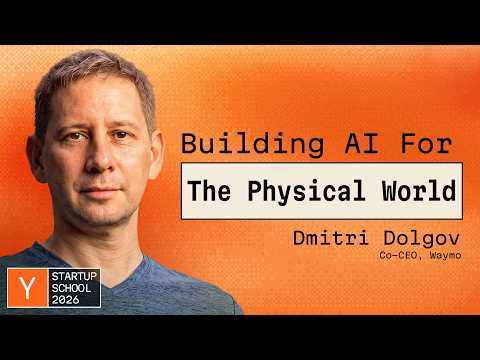 Building AI For
The Physical World
Dmitri Dolgov
Co-CEO, Waymo
Y
STARTUP
SCHOOL
2026